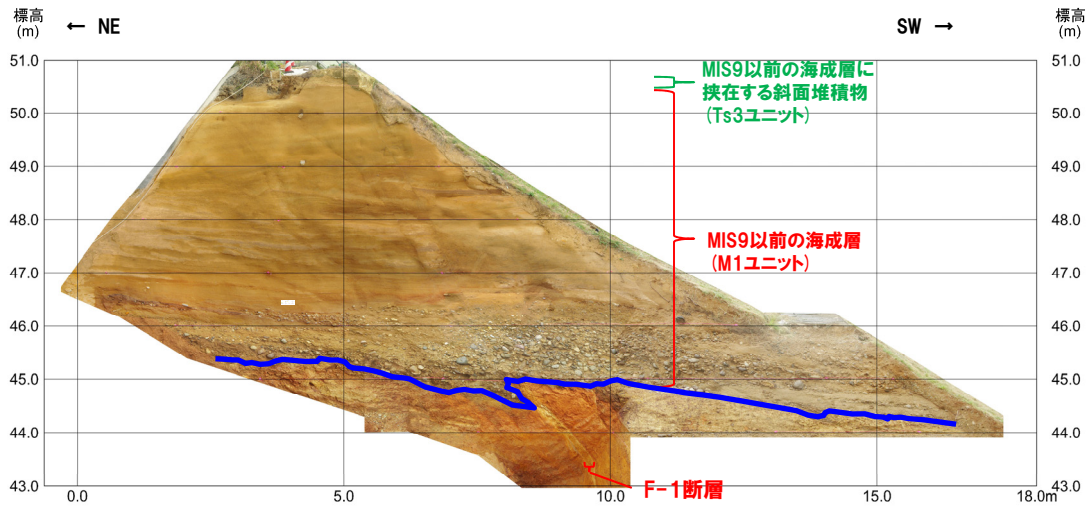 標高
(m)
← NE
SW →
標高
(m)
51.0
50.0
49.0
48.0
47.0
46.0
45.0
44.0
43.0
51.0
50.0
49.0
48.0
47.0
46.0
45.0
44.0
43.0
MIS9以前の海成層に
挟在する斜面堆積物
(Ts3ユニット)
MIS9以前の海成層
(M1ユニット)
F-1断層
0.0
5.0
10.0
15.0
18.0m